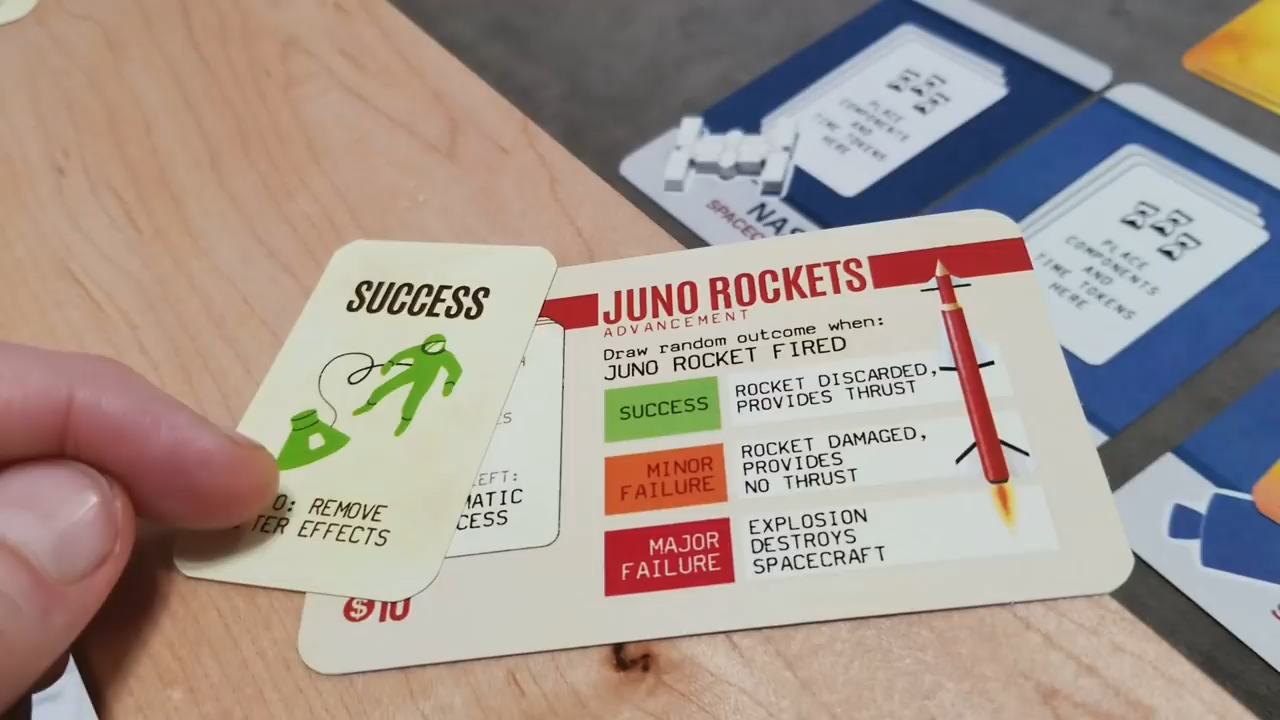 SUCCESS
0: REMOVE
TER EFFECTS
JUNO ROCKETS
ADVANCEMENT
Draw random outcome when:
JUNO ROCKET FIRED
SUCCESS
ROCKET DISCARDED,
PROVIDES THRUST
MINOR
FAILURE
ROCKET DAMAGED,
PROVIDES
NO THRUST
MAJOR
FAILURE
EXPLOSION
DESTROYS
SPACECRAFT
EFT:
MATIC
CESS
$10
PLACE
COMPONENTS
AND
TIME TOKENS
HERE
NAS
SPACEC
PLACE
COMPONENTS
AND
TIME TOKENS
HERE